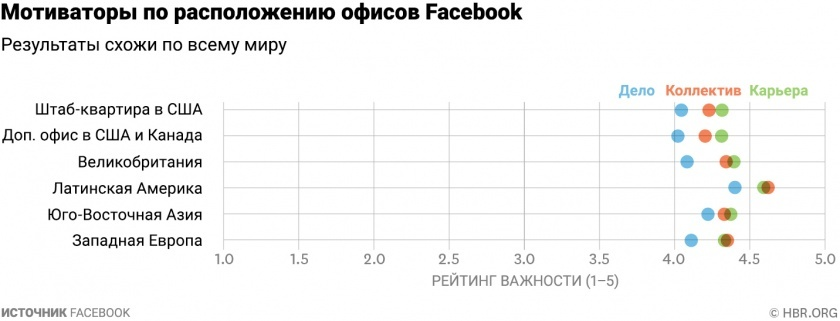 Мотиваторы по расположению офисов Facebook
Результаты схожи по всему миру
Дело Коллектив Карьера
Штаб-квартира в США
Доп. офис в США и Канада
Великобритания
Латинская Америка
Юго-Восточная Азия
Западная Европа
1.0 1.5 2.0 2.5 3.0 3.5 4.0 4.5 5.0
РЕЙТИНГ ВАЖНОСТИ (1–5)
ИСТОЧНИК FACEBOOK © HBR.ORG